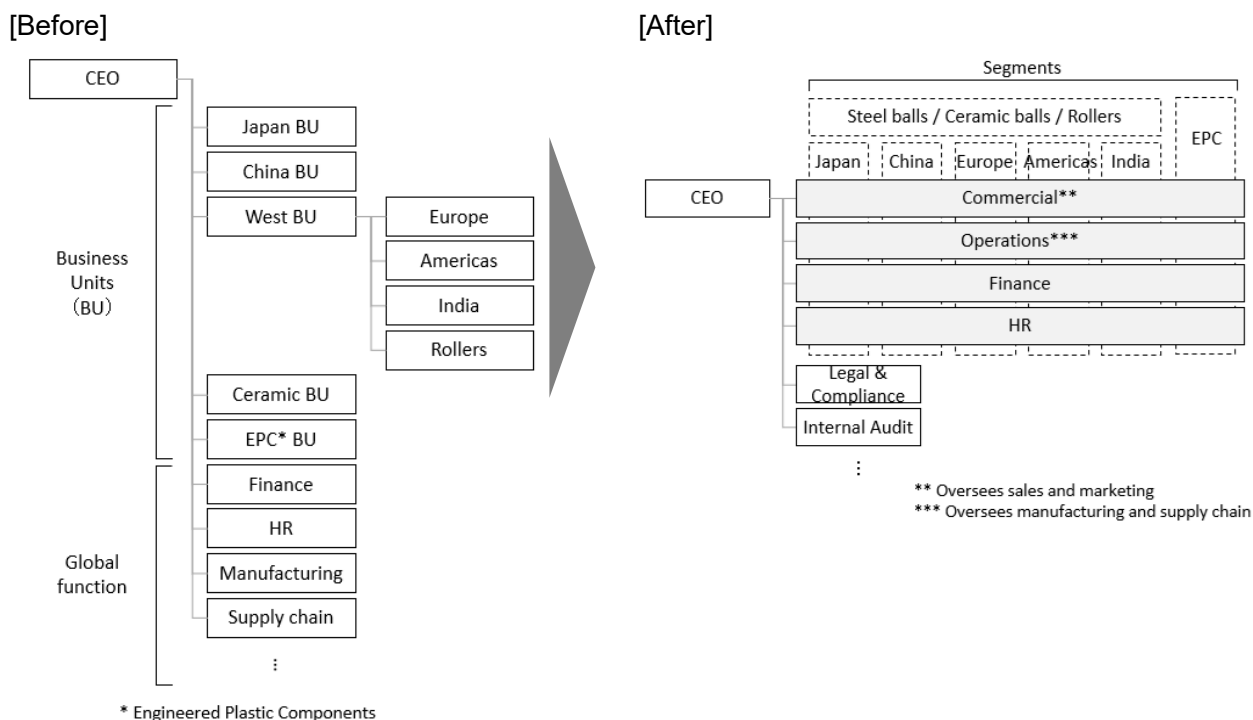 [Before]
CEO
Business
Units
（BU）
Japan BU
China BU
West BU
Europe
Americas
India
Rollers
Ceramic BU
EPC* BU
Global
function
Finance
HR
Manufacturing
Supply chain
⋮
* Engineered Plastic Components
[After]
Segments
Steel balls / Ceramic balls / Rollers
EPC
Japan
China
Europe
Americas
India
CEO
Commercial**
Operations***
Finance
HR
Legal &
Compliance
Internal Audit
⋮
** Oversees sales and marketing
*** Oversees manufacturing and supply chain